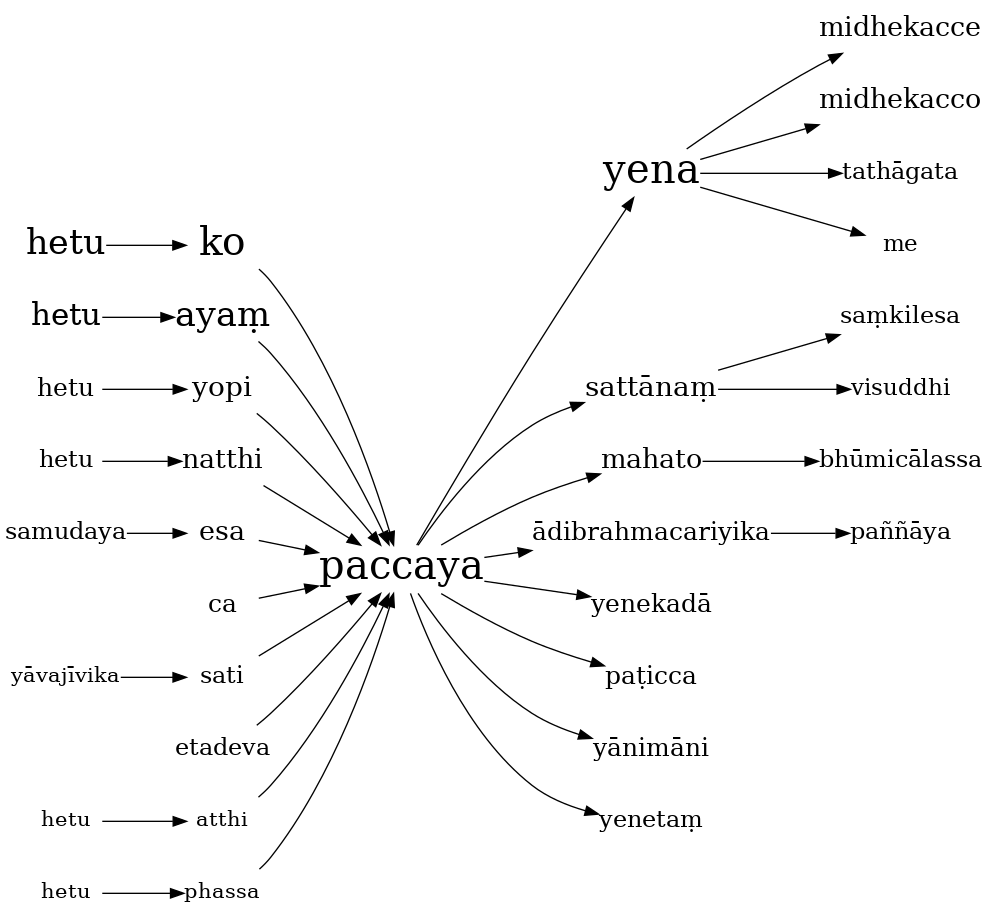 midhekacce
midhekacco
yena
tathāgata
hetu ko
me
hetu ayaṃ
saṃkilesa
hetu yopi
sattānaṃ
visuddhi
hetu natthi
mahato
bhūmicālassa
samudaya esa
ādibrahmacariyika
paññāya
paccaya
ca
yenekadā
yāvajīvika sati
paṭicca
etadeva
yānimāni
hetu atthi
yenetaṃ
hetu phassa